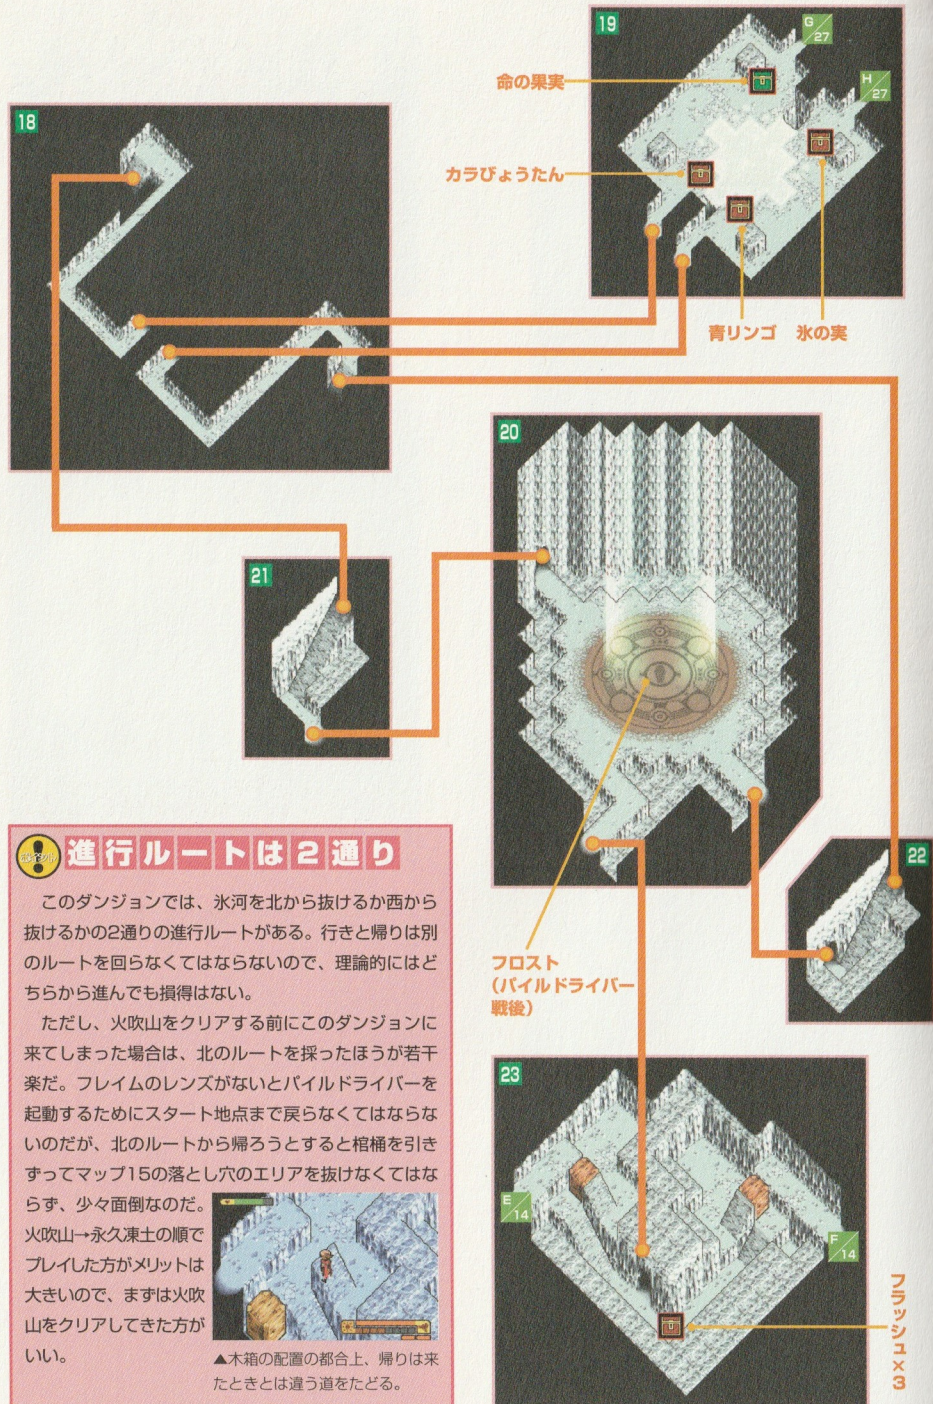 19
G
27
命の果実
H
27
18
カラびょうたん
青リンゴ
氷の実
20
21
進行ルートは2通り
このダンジョンでは、氷河を北から抜けるか西から
抜けるかの2通りの進行ルートがある。行きと帰りは別
のルートを回らなくてはならないので、理論的にはど
ちらから進んでも損得はない。
ただし、火吹山をクリアする前にこのダンジョンに
来てしまった場合は、北のルートを採ったほうが若干
楽だ。フレイムのレンズがないとパイルドライバーを
起動するためにスタート地点まで戻らなくてはならな
いのだが、北のルートから帰ろうとすると棺桶を引き
ずってマップ15の落とし穴のエリアを抜けなくてはな
らず、少々面倒なのだ。
火吹山→永久凍土の順で
プレイした方がメリットは
大きいので、まずは火吹
山をクリアしてきた方が
いい。
▲木箱の配置の都合上、帰りは来
たときとは違う道をたどる。
22
フロスト
(パイルドライバー
戦後)
23
E
14
F
14
フラッシュ×3